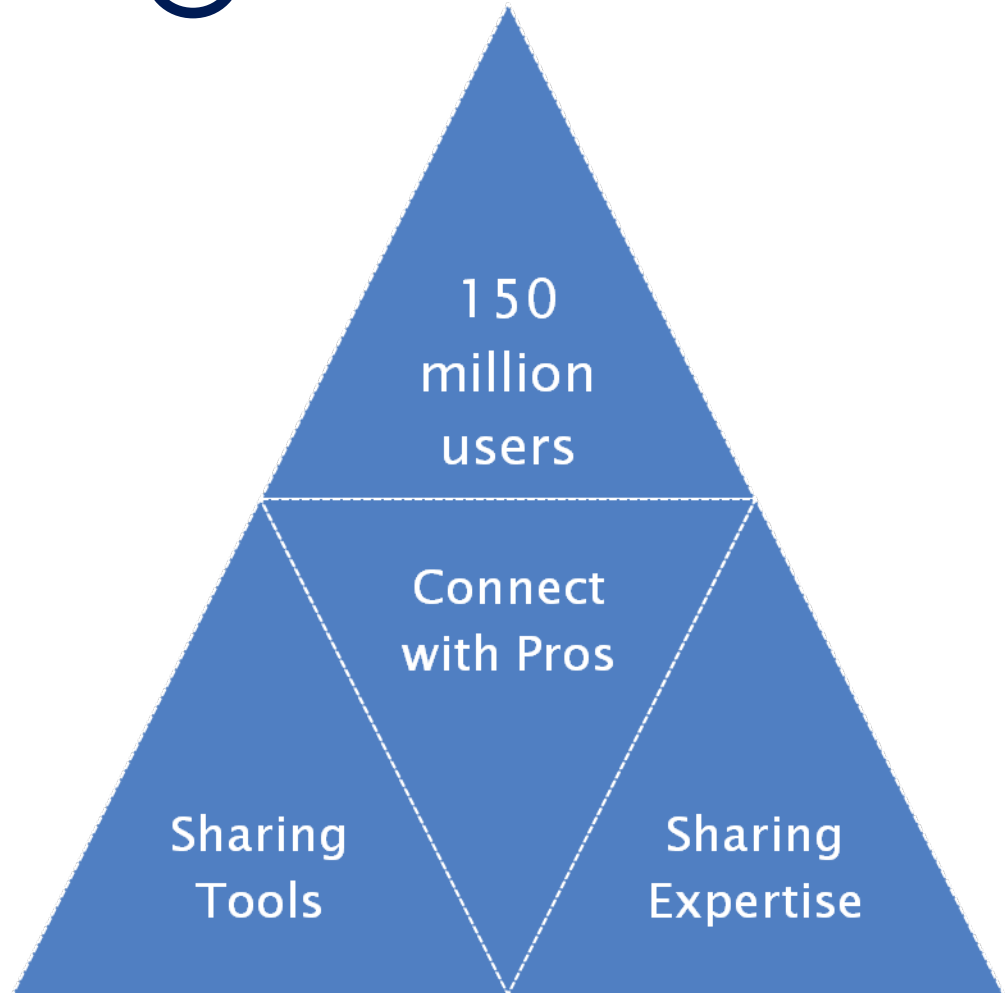 150
million
users
Connect
with Pros
Sharing
Tools
Sharing
Expertise